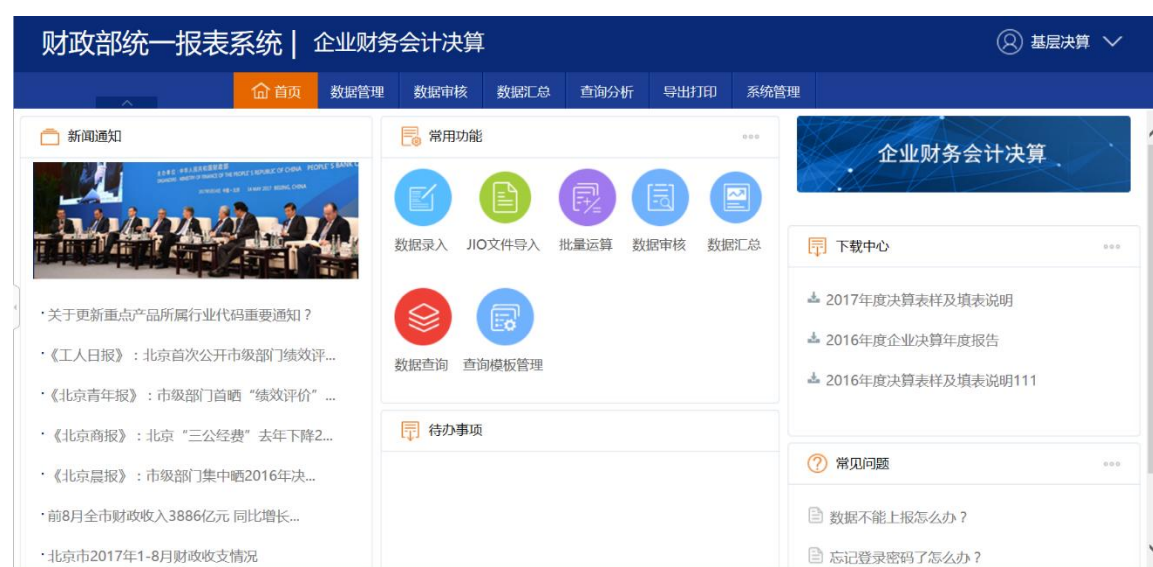 财政部统一报表系统 | 企业财务会计决算
基层决算
首页 数据管理 数据审核 数据汇总 查询分析 导出打印 系统管理
新闻通知
·关于更新重点产品所属行业代码重要通知？
·《工人日报》：北京首次公开市级部门绩效评...
·《北京青年报》：市级部门首晒“绩效评价”...
·《北京商报》：北京“三公经费”去年下降2...
·《北京晨报》：市级部门集中晒2016年决...
·前8月全市财政收入3886亿元 同比增长...
·北京市2017年1-8月财政收支情况
常用功能
数据录入 JIO文件导入 批量运算 数据审核 数据汇总
数据查询 查询模板管理
待办事项
企业财务会计决算
下载中心
2017年度决算表样及填表说明
2016年度企业决算年度报告
2016年度决算表样及填表说明111
常见问题
数据不能上报怎么办？
忘记登录密码了怎么办？